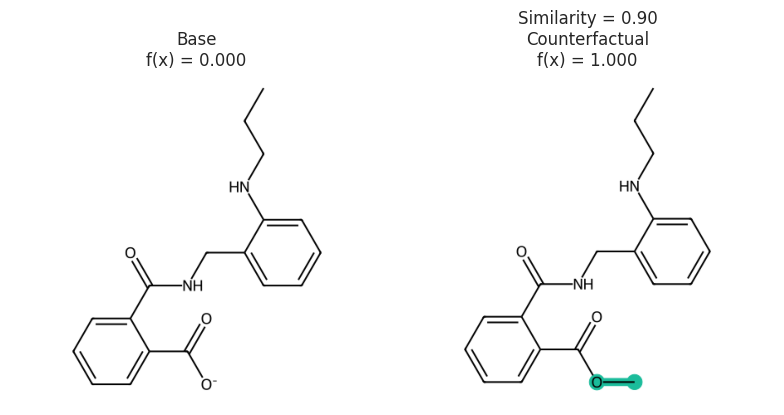 Base
f(x) = 0.000
Similarity = 0.90
Counterfactual
f(x) = 1.000
HN
O
NH
O
O⁻
HN
O
NH
O
O